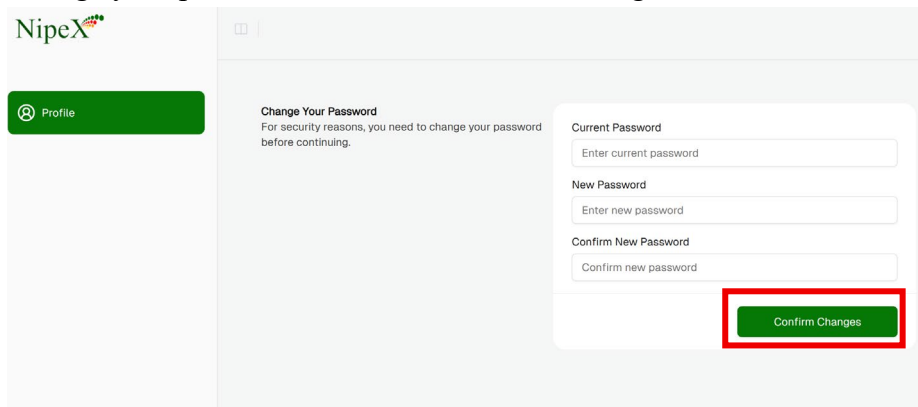 NipeX
Profile
Change Your Password
For security reasons, you need to change your password
before continuing.
Current Password
Enter current password
New Password
Enter new password
Confirm New Password
Confirm new password
Confirm Changes